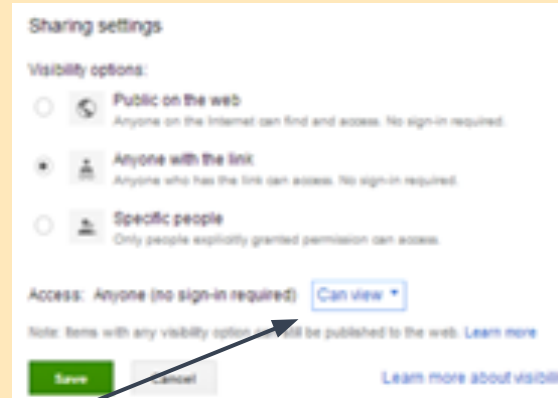 Sharing settings
Visibility options:
Public on the web
Anyone on the Internet can find and access. No sign-in required.
Anyone with the link
Anyone who has the link can access. No sign-in required.
Specific people
Only people explicitly granted permission can access.
Access: Anyone (no sign-in required) Can view
Note: Items with any visibility option can still be published to the web. Learn more
Save Cancel Learn more about visibili